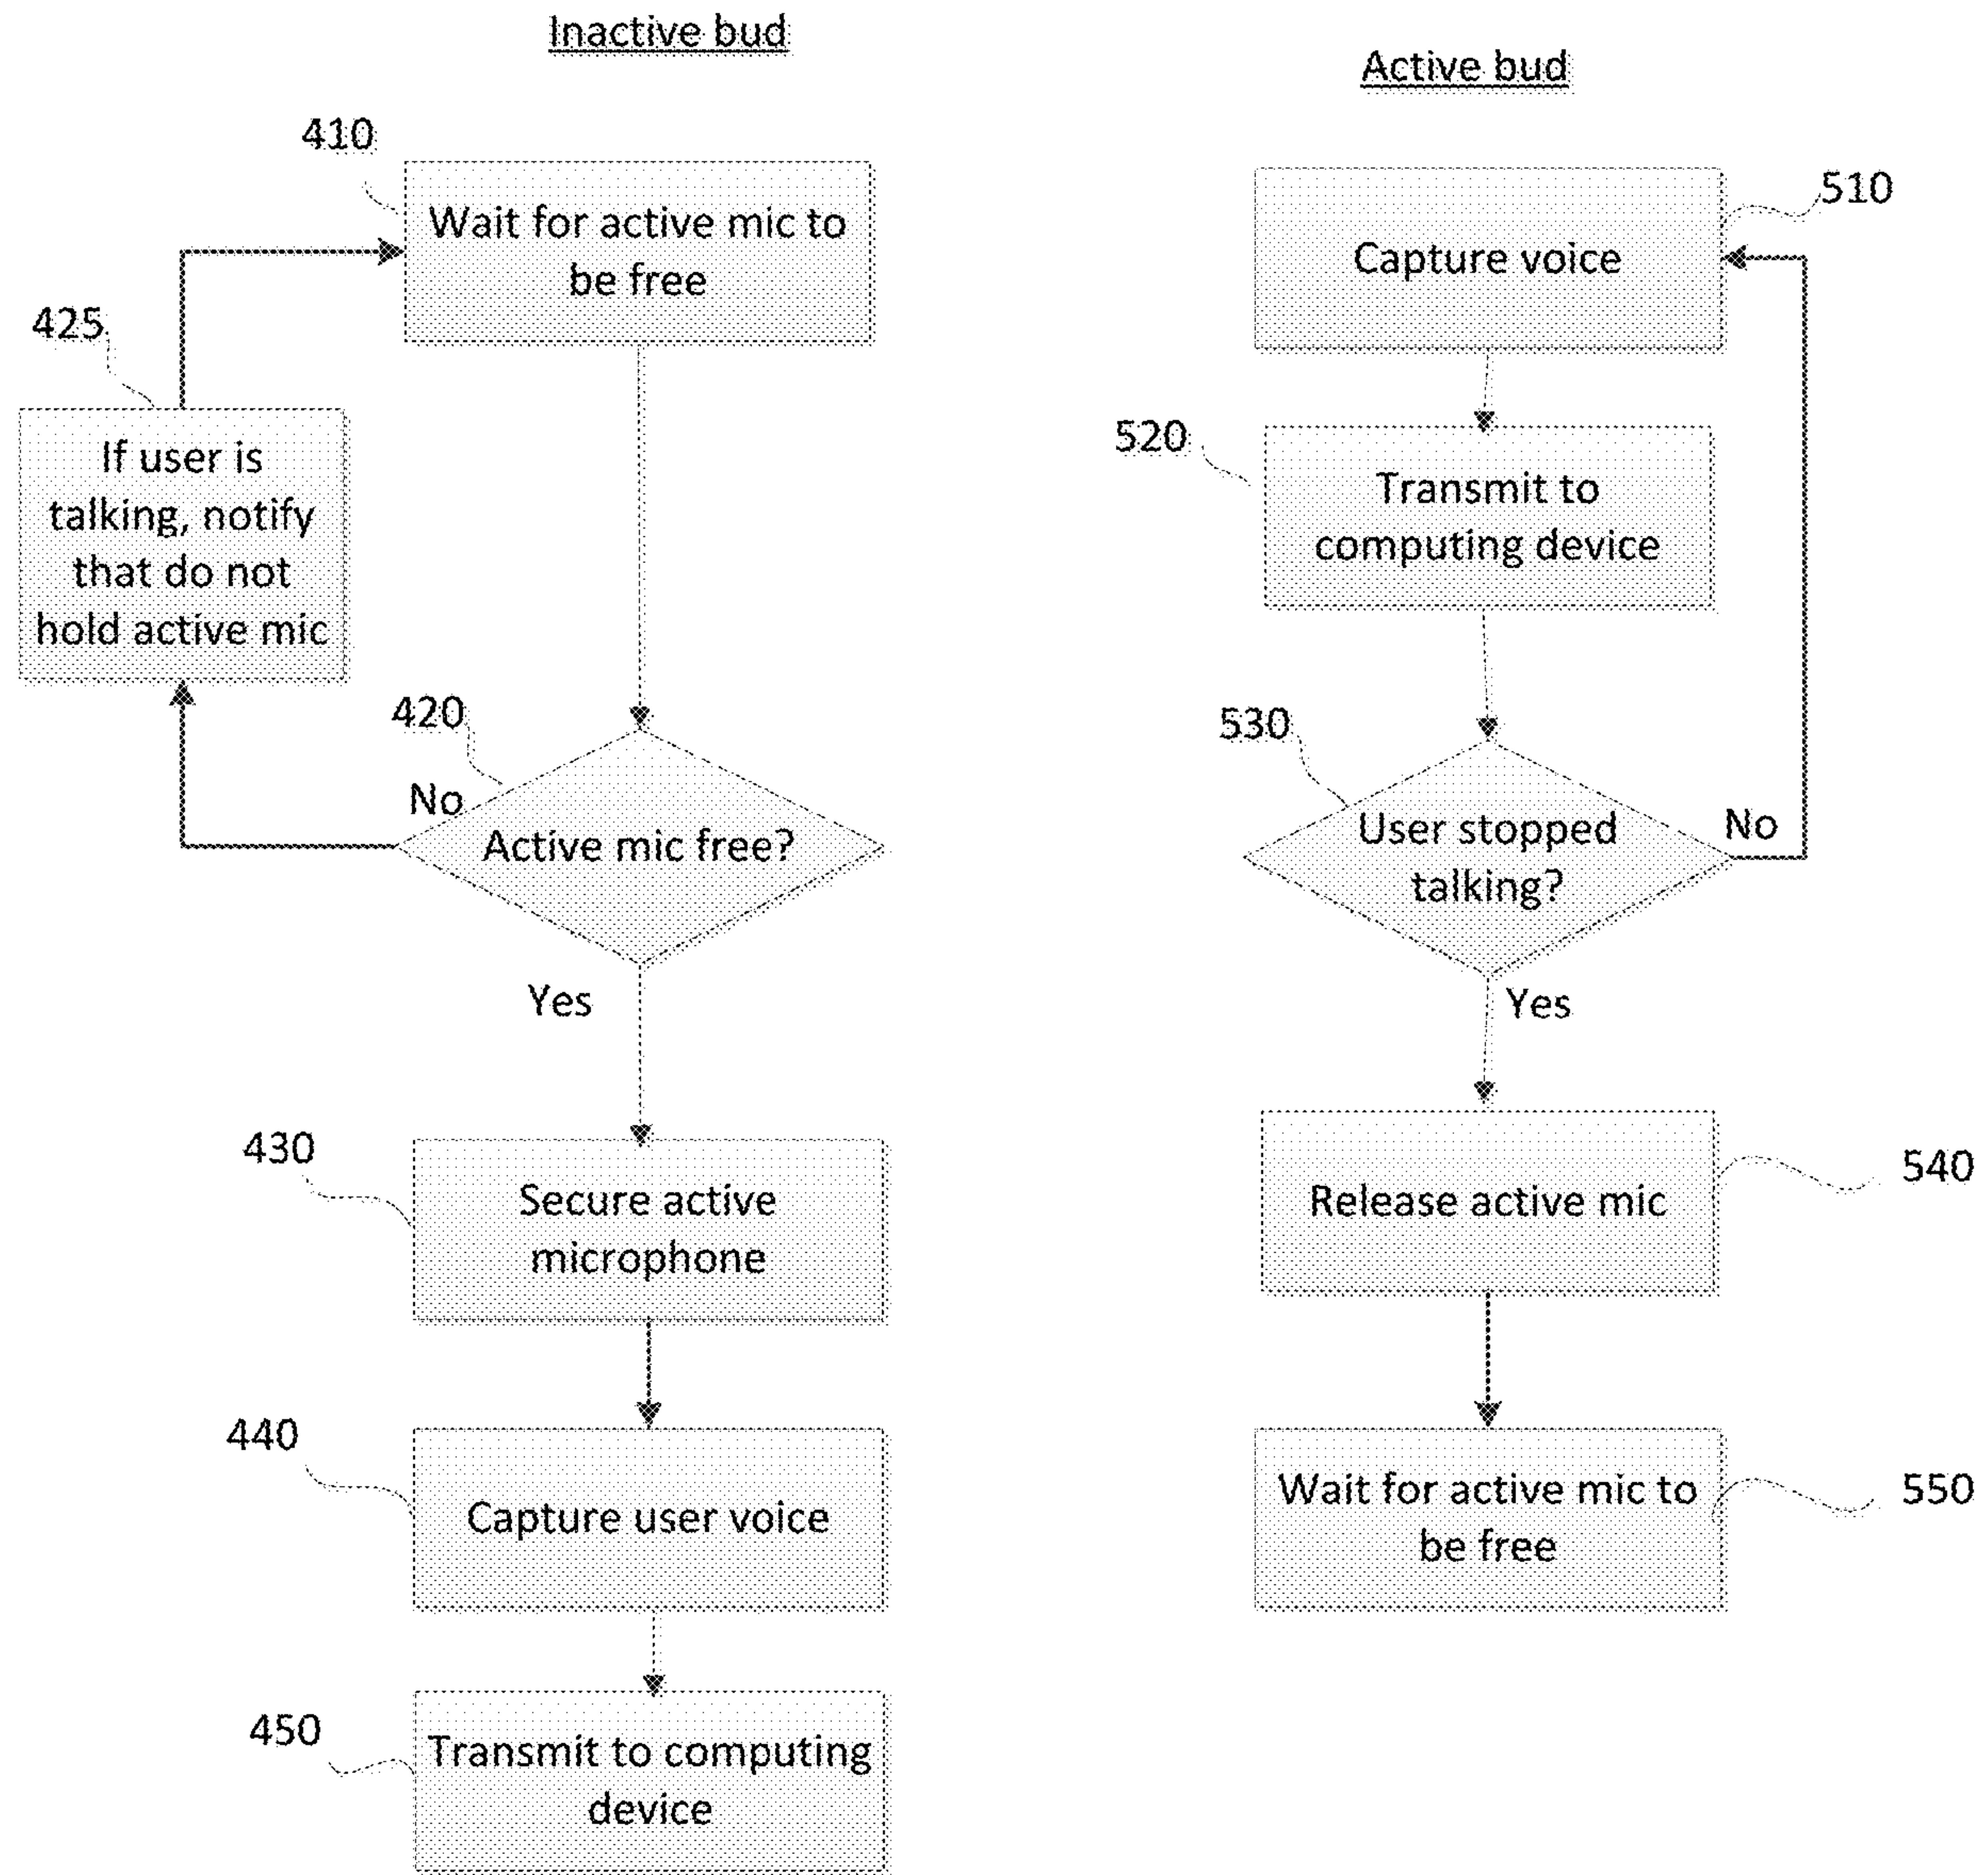 Inactive bud
410
Wait for active mic to
be free
425
If user is
talking, notify
that do not
hold active mic
420
No
Active mic free?
Yes
430
Secure active
microphone
440
Capture user voice
450
Transmit to computing
device
Active bud
510
Capture voice
520
Transmit to
computing device
530
User stopped
talking?
No
Yes
540
Release active mic
550
Wait for active mic to
be free